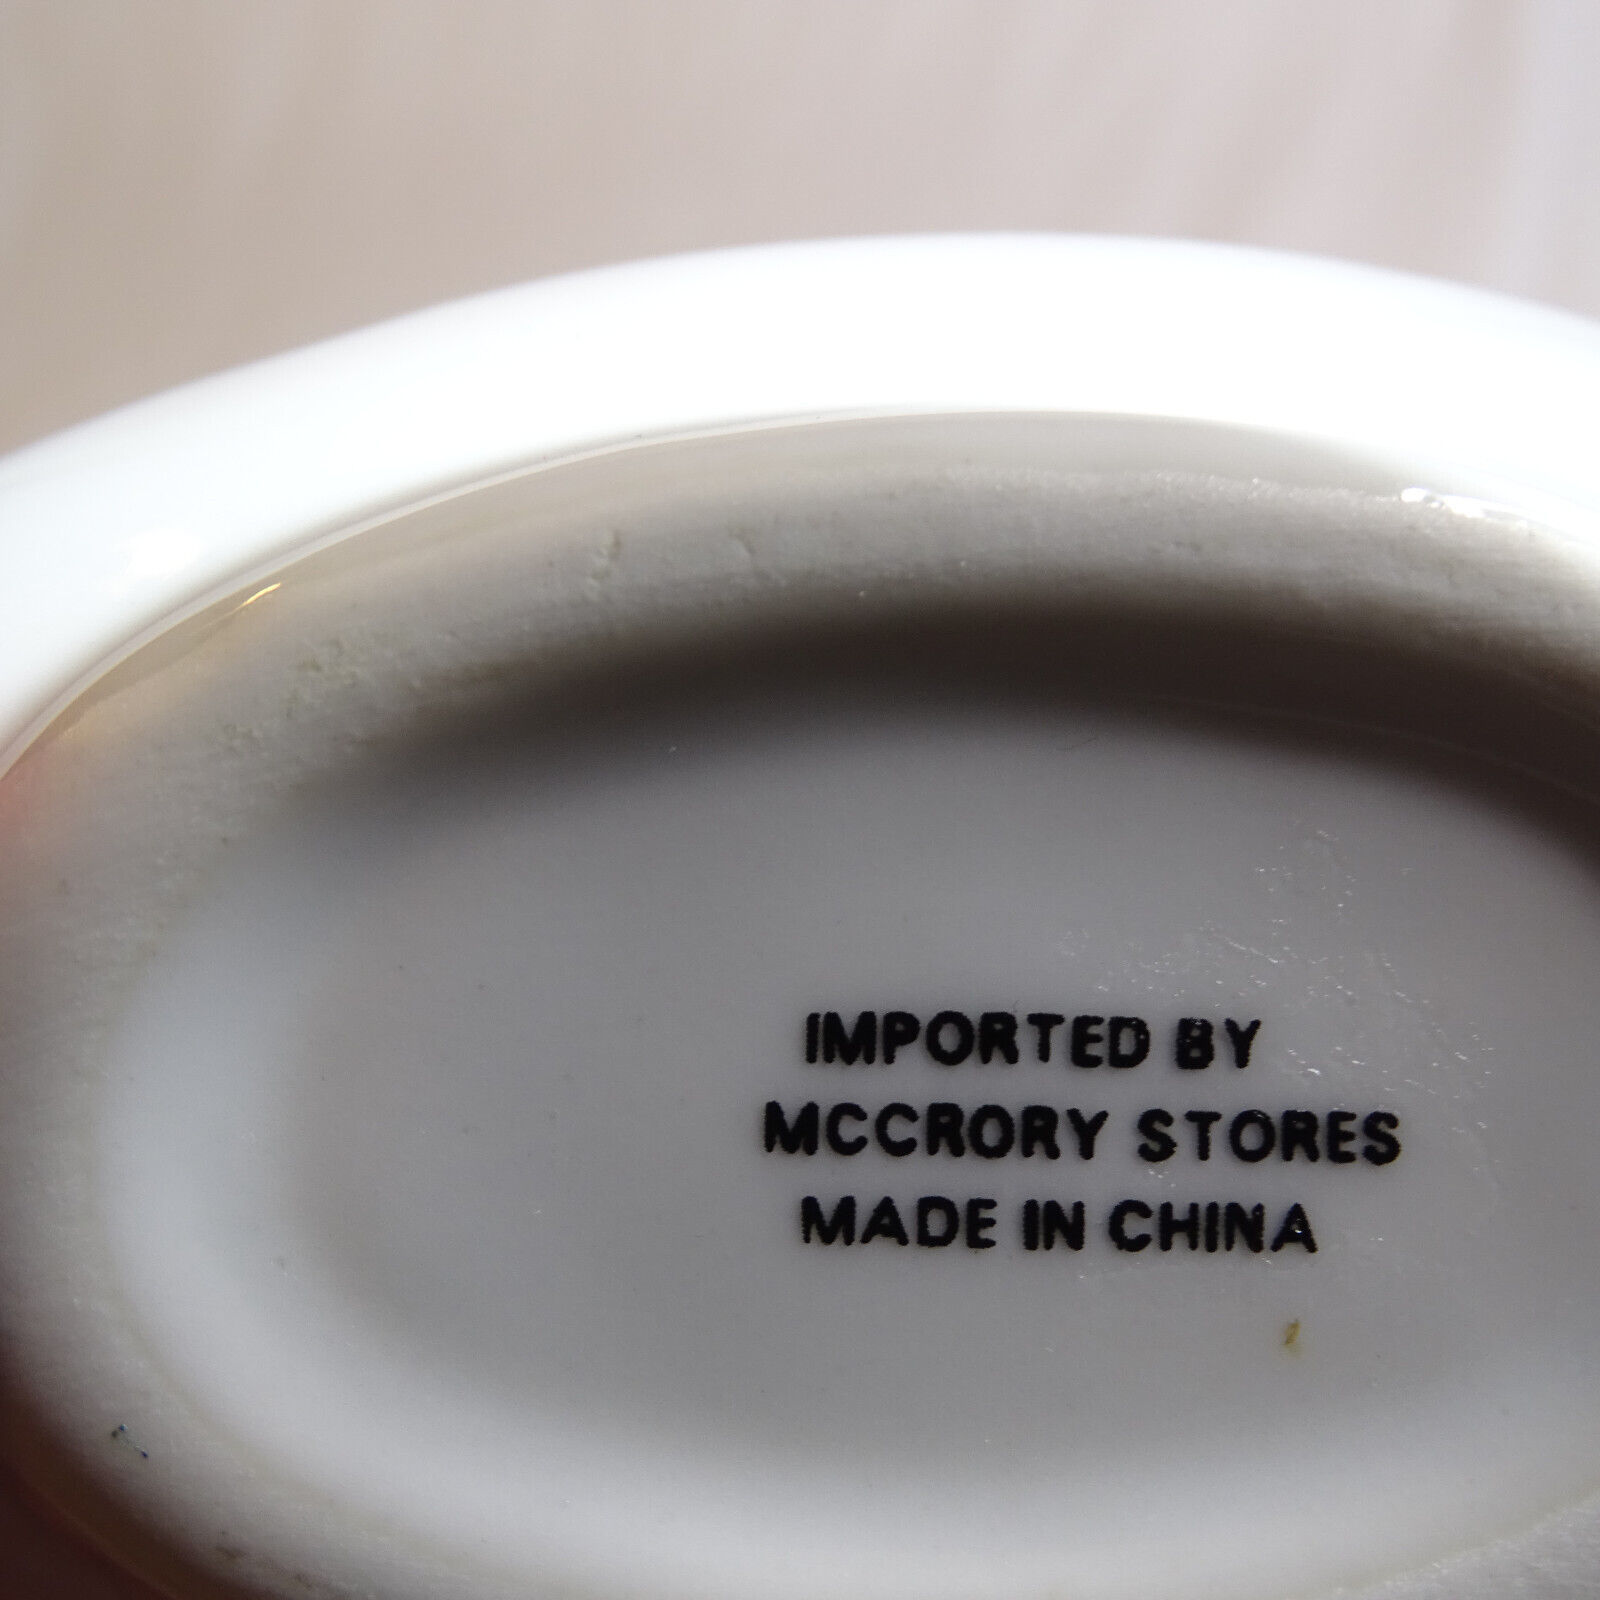 IMPORTED BY
MCCRORY STORES
MADE IN CHINA